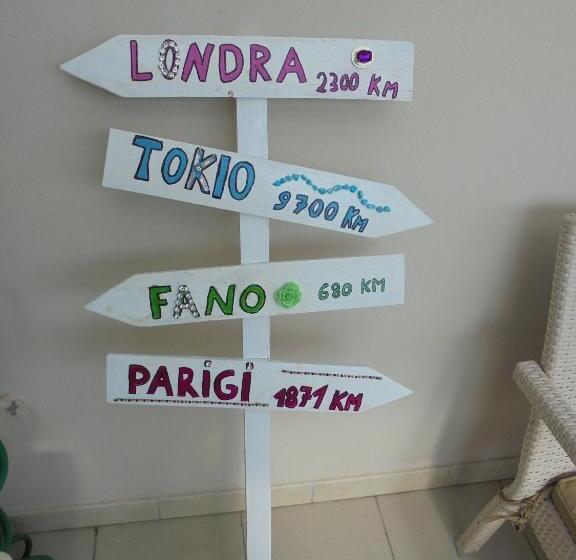 LONDRA 2300 KM
TOKIO 9700 KM
FANO 680 KM
PARiGi 1871 KM